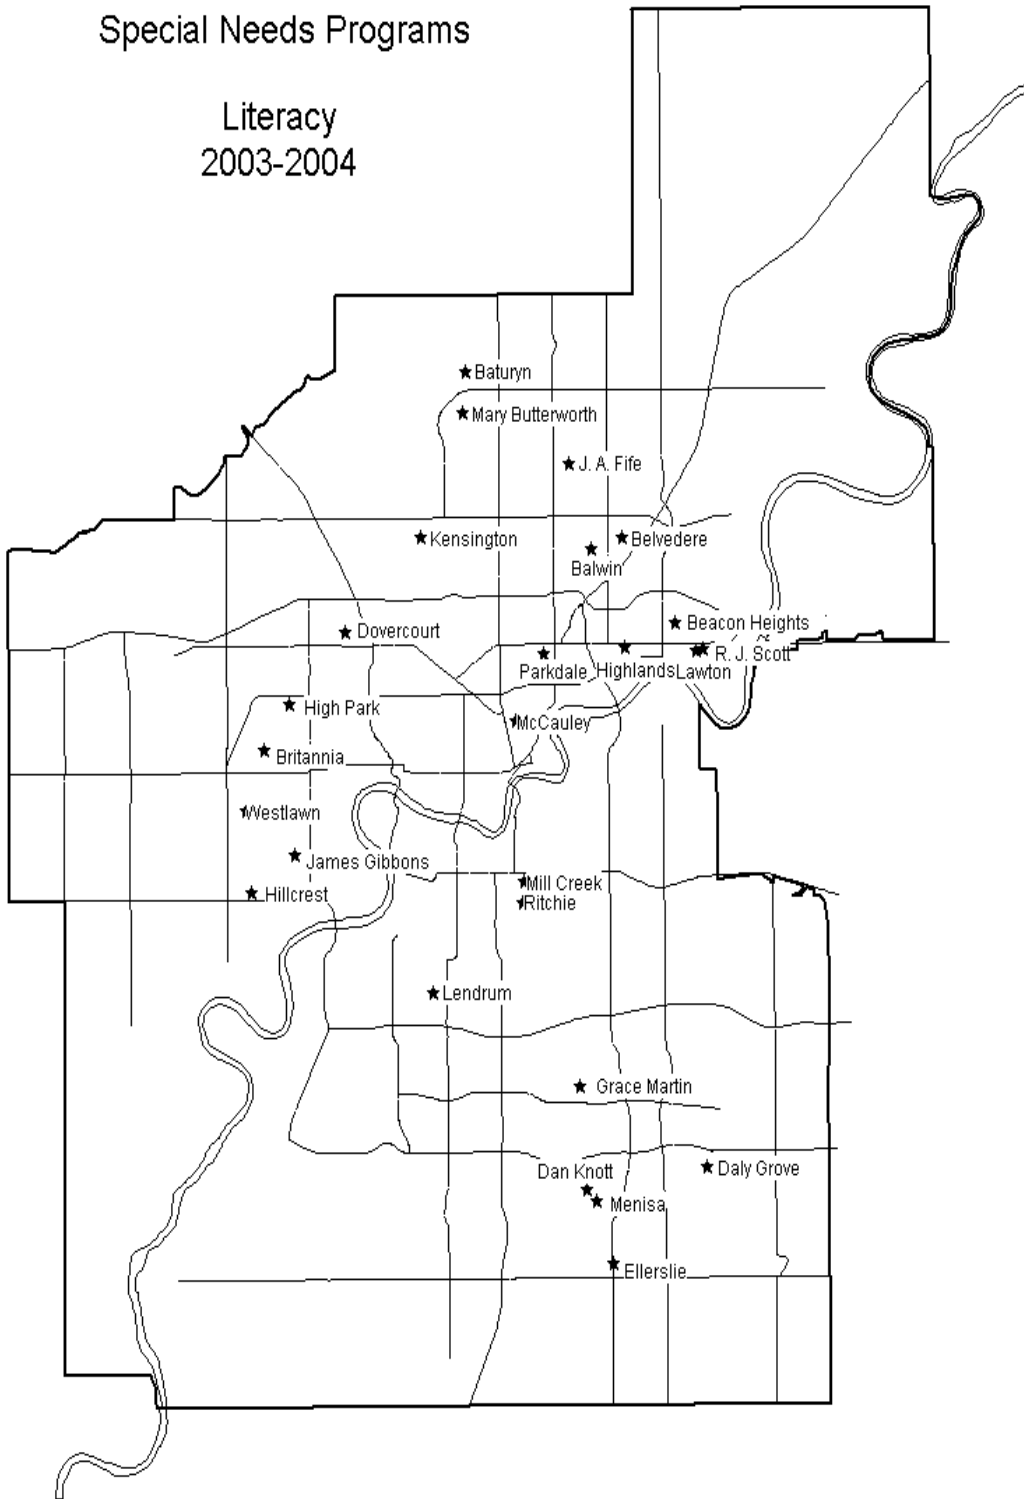 Special Needs Programs
Literacy
2003-2004
Baturyn
Mary Butterworth
J. A. Fife
Kensington
Belvedere
Balwin
Beacon Heights
Dovercourt
R. J. Scott
Parkdale
Highlands
Lawton
High Park
McCauley
Britannia
Westlawn
James Gibbons
Mill Creek
Hillcrest
Ritchie
Lendrum
Grace Martin
Dan Knott
Daly Grove
Menisa
Ellerslie